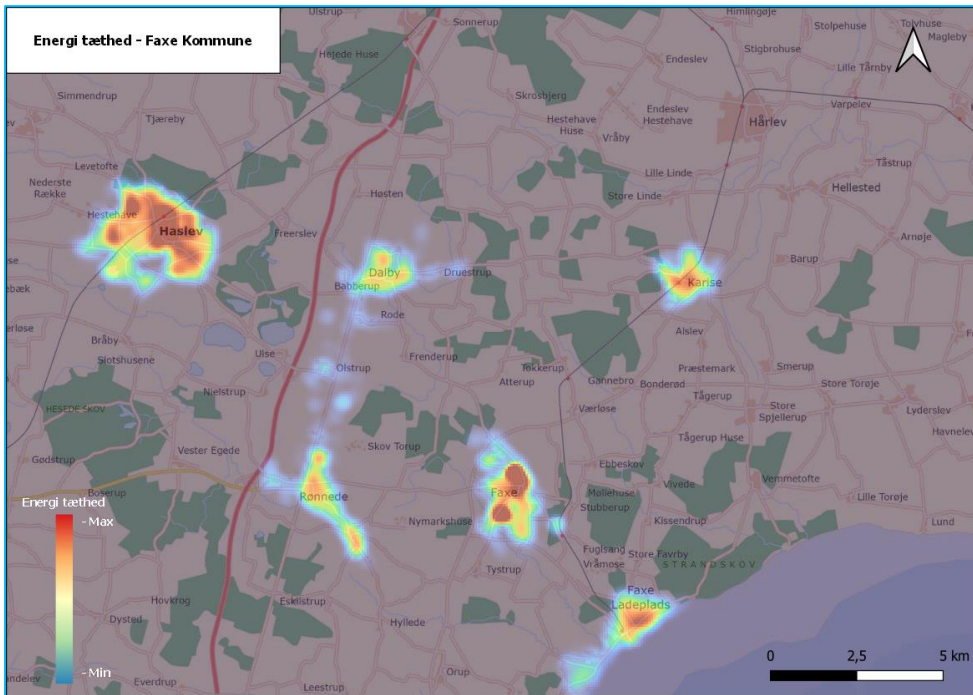 Energi tæthed - Faxe Kommune
Ulstrup
Sonnerup
Himlingøje
Stolpehuse
Tolvhuse
Magleby
Højede Huse
Endeslev
Stigbrohuse
Lille Tårnby
Simmendrup
Skrosbjerg
Hestehave
Huse
Endeslev
Hestehave
Varpelev
Tjæreby
Vråby
Hårlev
Levetofte
Lille Linde
Tåstrup
Nederste
Række
Høsten
Store Linde
Hellested
Hestehave
Haslev
Freerslev
Arnøje
Dalby
Druestrup
Barup
Babberup
Karise
Rode
Alslev
Bråby
Slotshusene
Ulse
Frenderup
Olstrup
Tokkerup
Præstemark
Smerup
Atterup
Gannebro
Bonderød
Store Torøje
Nielstrup
Tågerup
HESEDE SKOV
Værløse
Store
Spjellerup
Lyderslev
Havnelev
Skov Torup
Tågerup Huse
Gødstrup
Vester Egede
Ebbeskov
Vivede
Vemmetofte
Boserup
Rønnede
Faxe
Møllehuse
Stubberup
Lille Torøje
Energi tæthed
- Max
Nymarkshuse
Kissendrup
Lund
Fuglsang
Vråmose
Store Favrby
STRANDSKOV
Tystrup
Hovkrog
Eskilstrup
Faxe
Ladeplads
Dysted
Hyllede
- Min
Everdrup
Leestrup
Orup
0
2,5
5 km